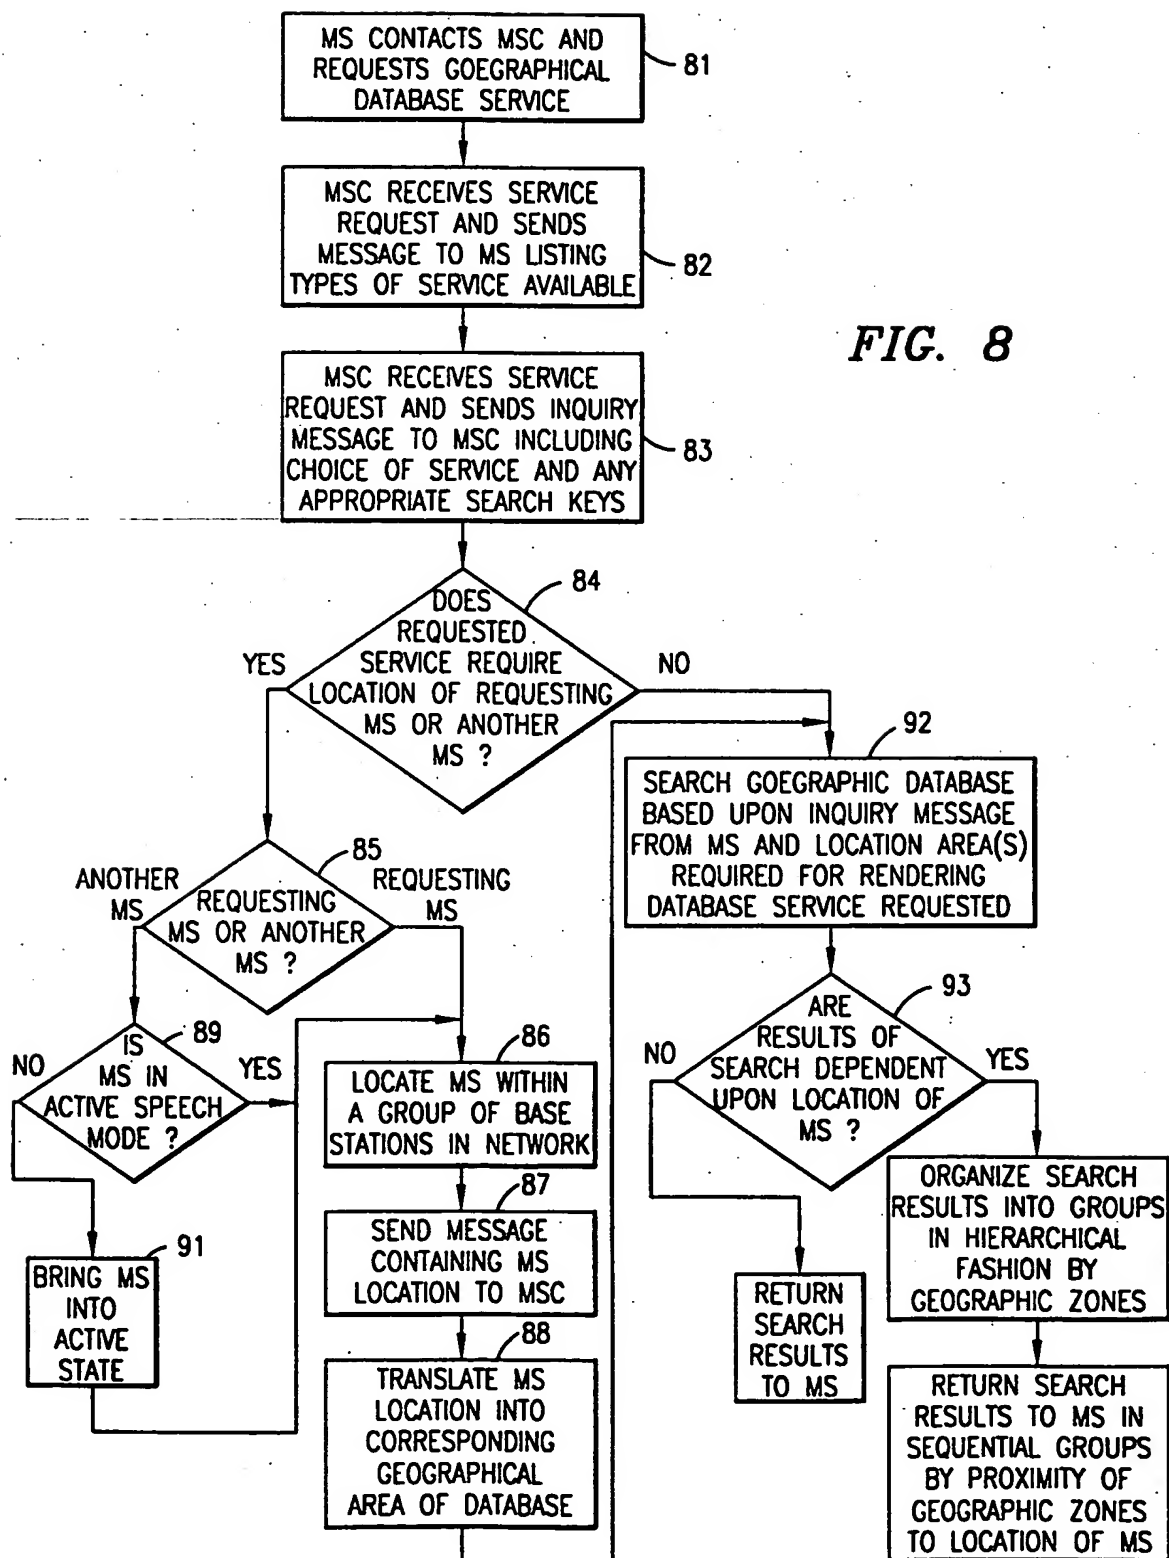 MS CONTACTS MSC AND
REQUESTS GOEGRAPHICAL
DATABASE SERVICE
81
MSC RECEIVES SERVICE
REQUEST AND SENDS
MESSAGE TO MS LISTING
TYPES OF SERVICE AVAILABLE
82
FIG. 8
MSC RECEIVES SERVICE
REQUEST AND SENDS INQUIRY
MESSAGE TO MSC INCLUDING
CHOICE OF SERVICE AND ANY
APPROPRIATE SEARCH KEYS
83
84
DOES
REQUESTED
SERVICE REQUIRE
LOCATION OF REQUESTING
MS OR ANOTHER
MS ?
YES
NO
85
ANOTHER
MS
REQUESTING
MS
REQUESTING
MS OR ANOTHER
MS ?
89
IS
MS IN
ACTIVE SPEECH
MODE ?
NO
YES
91
BRING MS
INTO
ACTIVE
STATE
86
LOCATE MS WITHIN
A GROUP OF BASE
STATIONS IN NETWORK
87
SEND MESSAGE
CONTAINING MS
LOCATION TO MSC
88
TRANSLATE MS
LOCATION INTO
CORRESPONDING
GEOGRAPHICAL
AREA OF DATABASE
92
SEARCH GOEGRAPHIC DATABASE
BASED UPON INQUIRY MESSAGE
FROM MS AND LOCATION AREA(S)
REQUIRED FOR RENDERING
DATABASE SERVICE REQUESTED
93
ARE
RESULTS OF
SEARCH DEPENDENT
UPON LOCATION OF
MS ?
NO
YES
RETURN
SEARCH
RESULTS
TO MS
ORGANIZE SEARCH
RESULTS INTO GROUPS
IN HIERARCHICAL
FASHION BY
GEOGRAPHIC ZONES
RETURN SEARCH
RESULTS TO MS IN
SEQUENTIAL GROUPS
BY PROXIMITY OF
GEOGRAPHIC ZONES
TO LOCATION OF MS